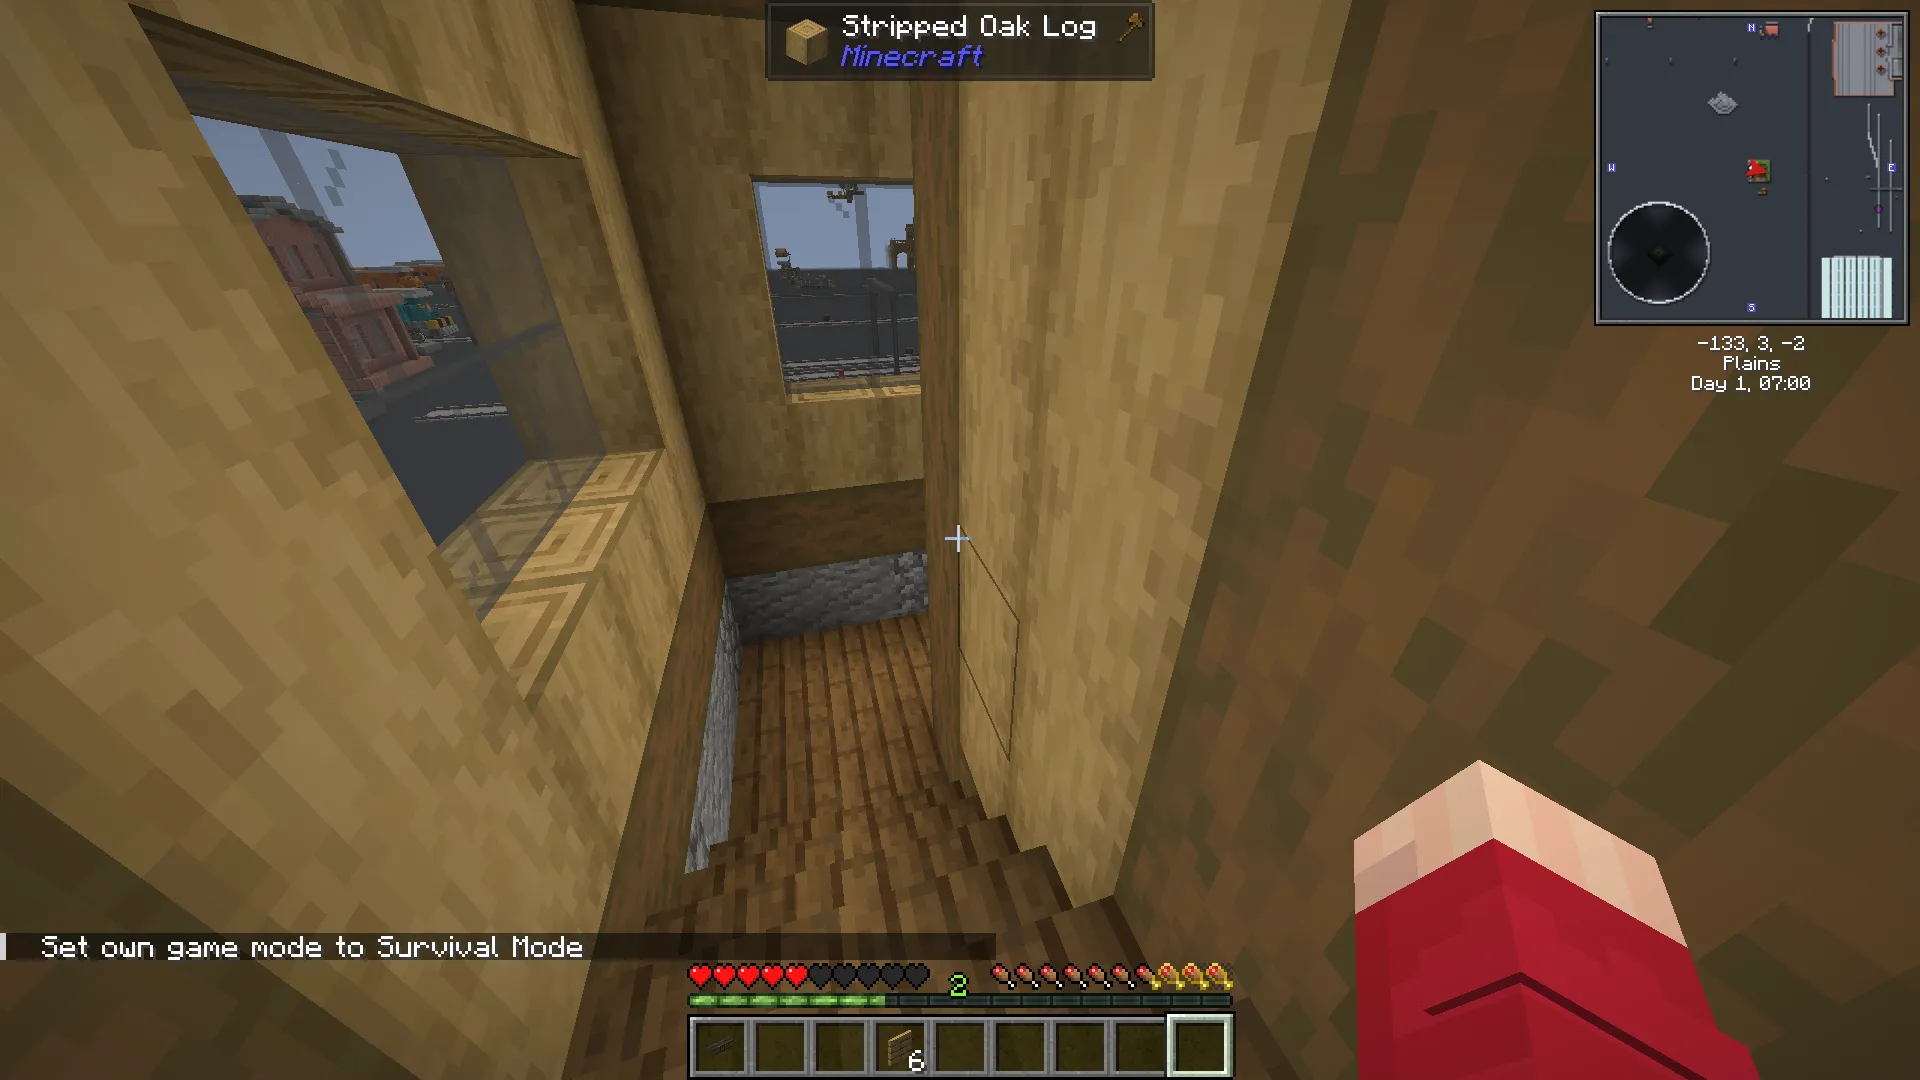 Stripped Oak Log
Minecraft
N
W
E
S
-133, 3, -2
Plains
Day 1, 07:00
Set own game mode to Survival Mode
2
6